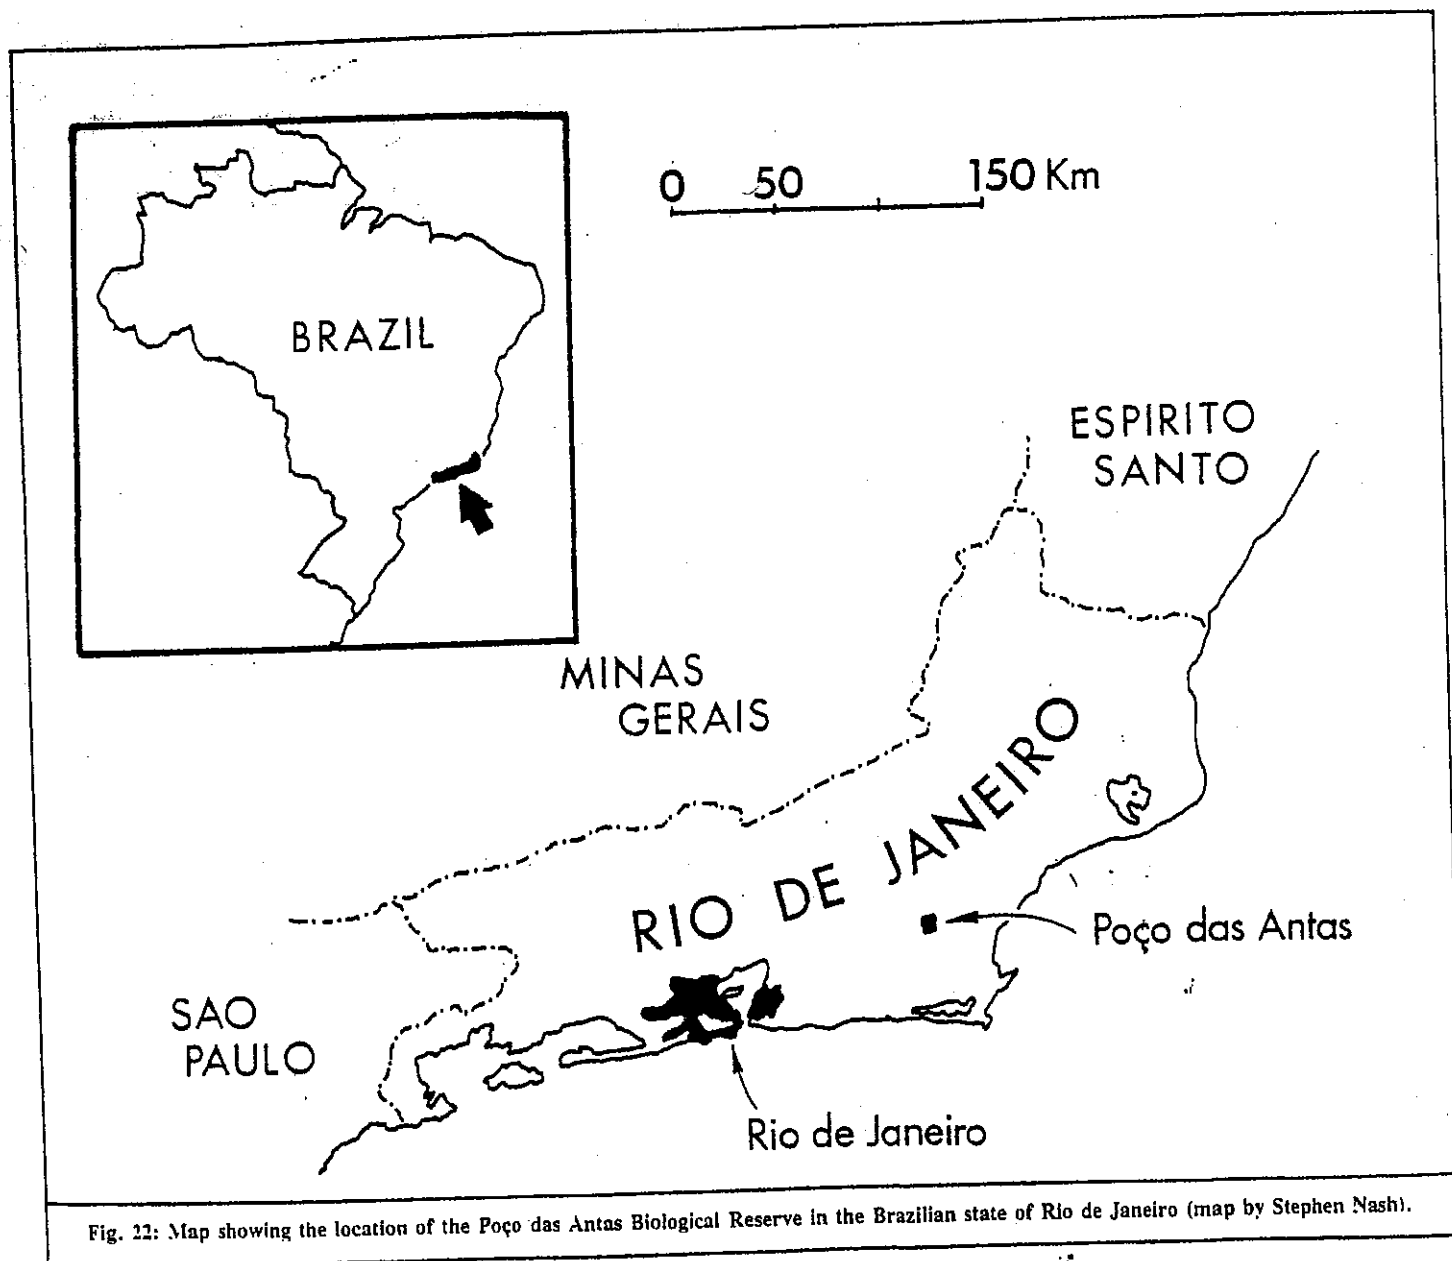 0 50 150 Km
BRAZIL
ESPIRITO
SANTO
MINAS
GERAIS
RIO DE JANEIRO
Poço das Antas
SAO
PAULO
Rio de Janeiro
Fig. 22: Map showing the location of the Poço das Antas Biological Reserve in the Brazilian state of Rio de Janeiro (map by Stephen Nash).